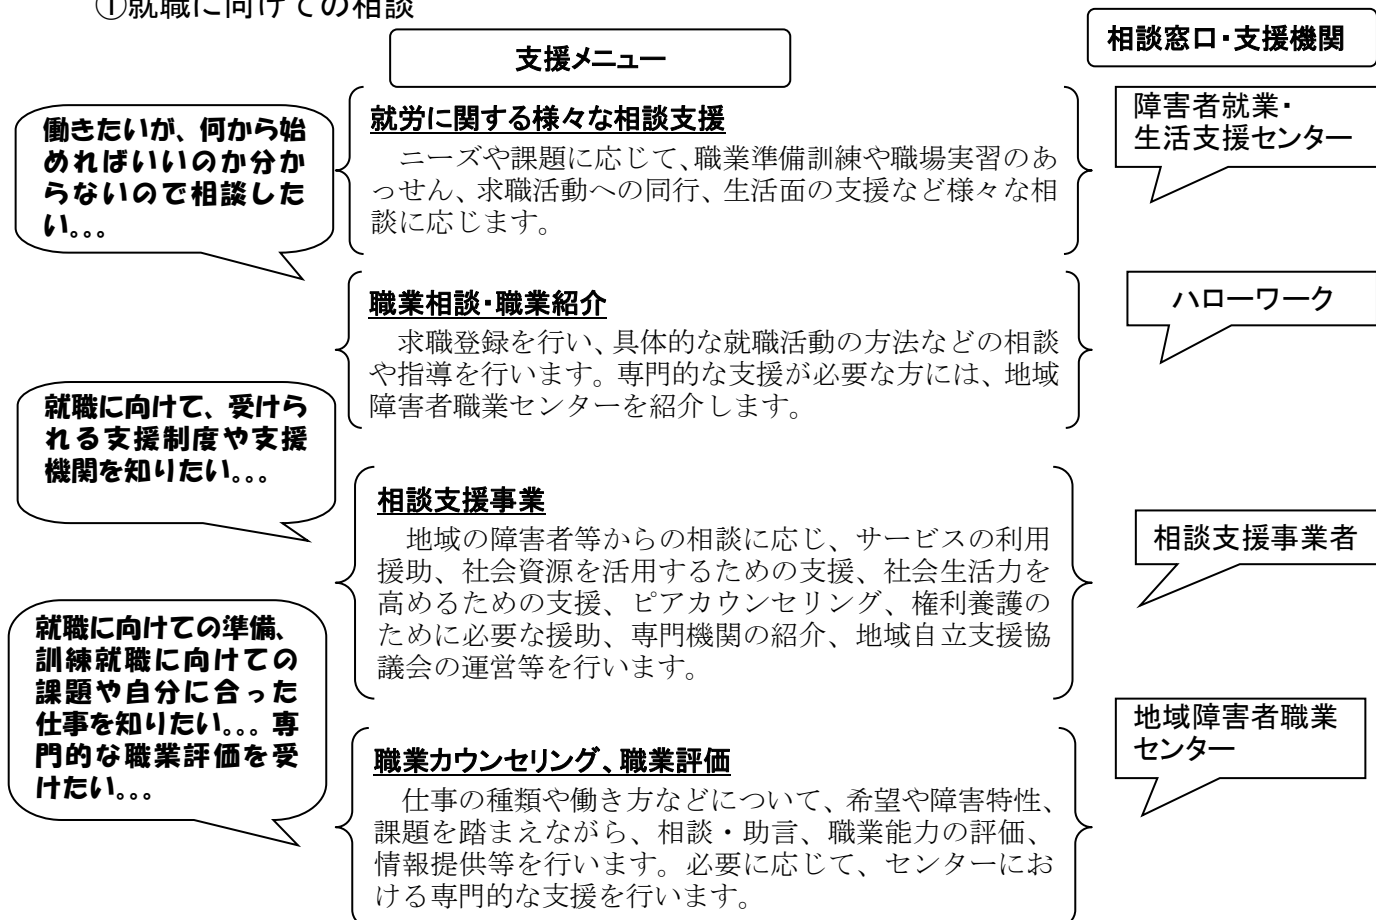 ①就職に向けての相談
支援メニュー
相談窓口・支援機関
働きたいが、何から始
めればいいのか分か
らないので相談した
い。。。
就労に関する様々な相談支援
ニーズや課題に応じて、職業準備訓練や職場実習のあ
っせん、求職活動への同行、生活面の支援など様々な相
談に応じます。
障害者就業・
生活支援センター
職業相談・職業紹介
求職登録を行い、具体的な就職活動の方法などの相談
や指導を行います。専門的な支援が必要な方には、地域
障害者職業センターを紹介します。
ハローワーク
就職に向けて、受けら
れる支援制度や支援
機関を知りたい。。。
相談支援事業
地域の障害者等からの相談に応じ、サービスの利用
援助、社会資源を活用するための支援、社会生活力を
高めるための支援、ピアカウンセリング、権利養護の
ために必要な援助、専門機関の紹介、地域自立支援協
議会の運営等を行います。
相談支援事業者
就職に向けての準備、
訓練就職に向けての
課題や自分に合った
仕事を知りたい。。。専
門的な職業評価を受
けたい。。。
職業カウンセリング、職業評価
仕事の種類や働き方などについて、希望や障害特性、
課題を踏まえながら、相談・助言、職業能力の評価、
情報提供等を行います。必要に応じて、センターにお
ける専門的な支援を行います。
地域障害者職業
センター